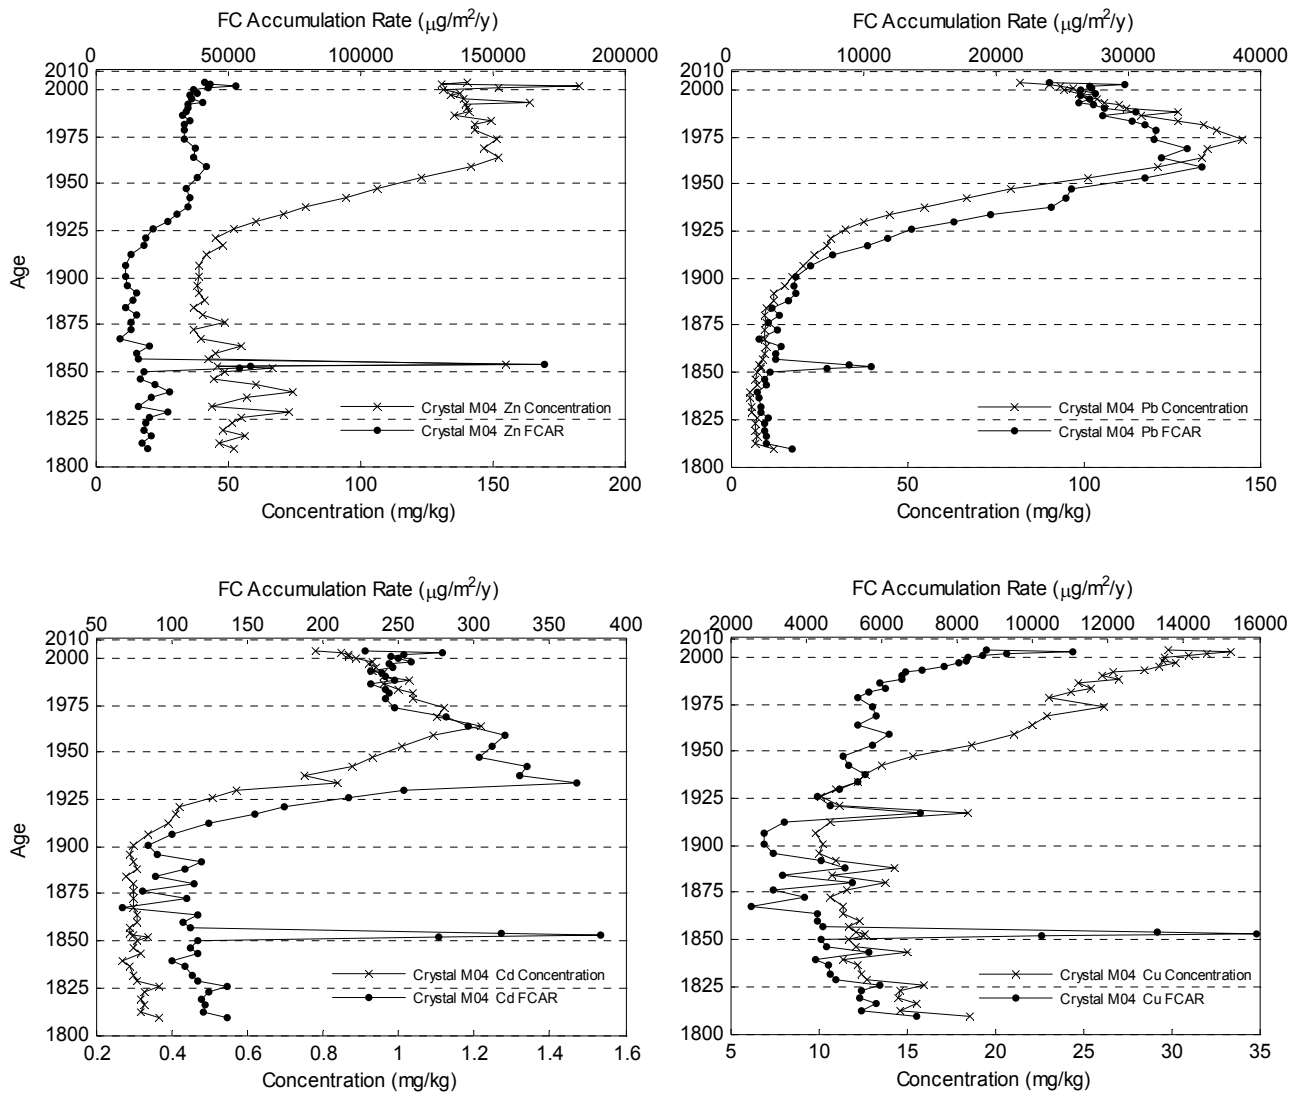 FC Accumulation Rate (μg/m²/y)
0 50000 100000 150000 200000
2010
2000
1975
1950
1925
1900
1875
1850
1825
1800
Age
Crystal M04 Zn Concentration
Crystal M04 Zn FCAR
0 50 100 150 200
Concentration (mg/kg)
FC Accumulation Rate (μg/m²/y)
0 10000 20000 30000 40000
2010
2000
1975
1950
1925
1900
1875
1850
1825
1800
Crystal M04 Pb Concentration
Crystal M04 Pb FCAR
0 50 100 150
Concentration (mg/kg)
FC Accumulation Rate (μg/m²/y)
50 100 150 200 250 300 350 400
2010
2000
1975
1950
1925
1900
1875
1850
1825
1800
Age
Crystal M04 Cd Concentration
Crystal M04 Cd FCAR
0.2 0.4 0.6 0.8 1 1.2 1.4 1.6
Concentration (mg/kg)
FC Accumulation Rate (μg/m²/y)
2000 4000 6000 8000 10000 12000 14000 16000
2010
2000
1975
1950
1925
1900
1875
1850
1825
1800
Crystal M04 Cu Concentration
Crystal M04 Cu FCAR
5 10 15 20 25 30 35
Concentration (mg/kg)